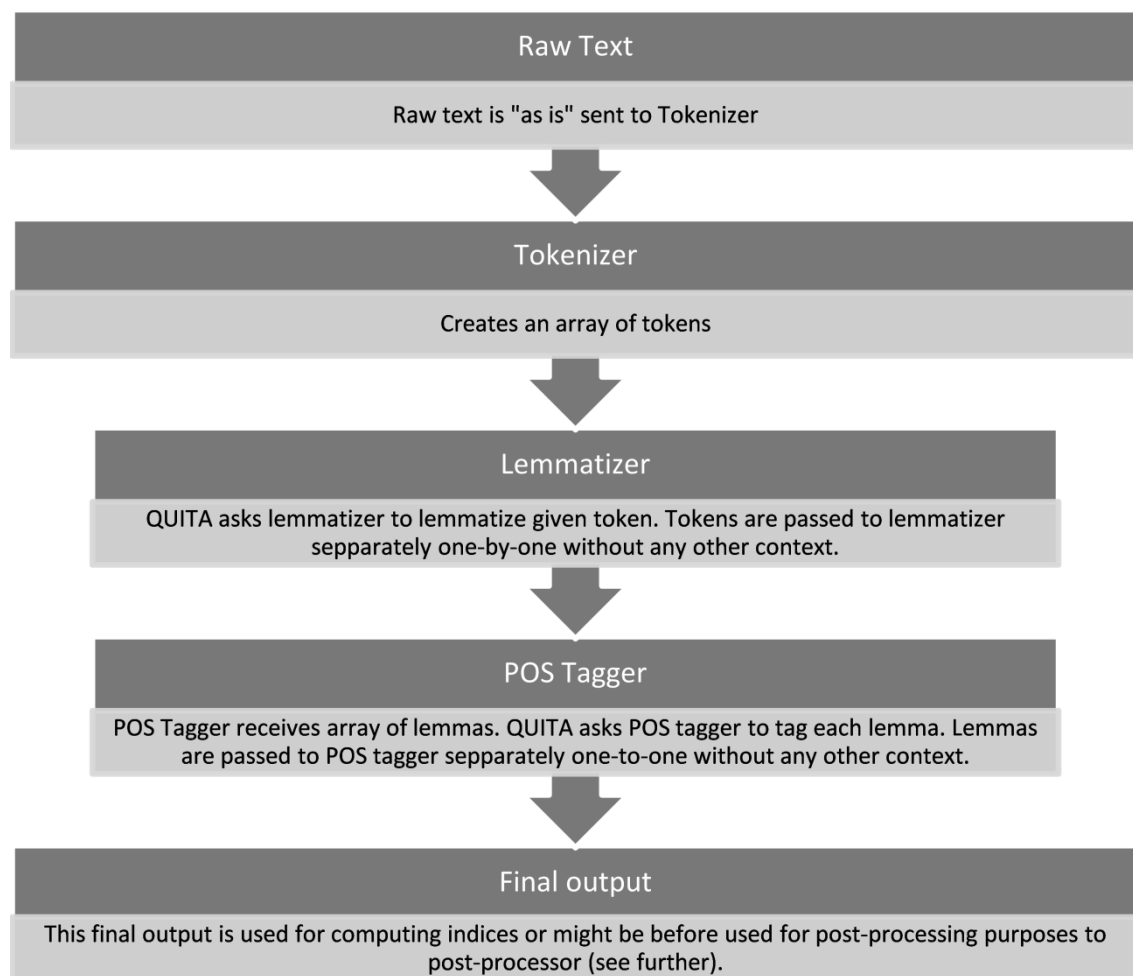 Raw Text
Raw text is "as is" sent to Tokenizer
Tokenizer
Creates an array of tokens
Lemmatizer
QUITA asks lemmatizer to lemmatize given token. Tokens are passed to lemmatizer
sepparately one-by-one without any other context.
POS Tagger
POS Tagger receives array of lemmas. QUITA asks POS tagger to tag each lemma. Lemmas
are passed to POS tagger sepparately one-to-one without any other context.
Final output
This final output is used for computing indices or might be before used for post-processing purposes to
post-processor (see further).